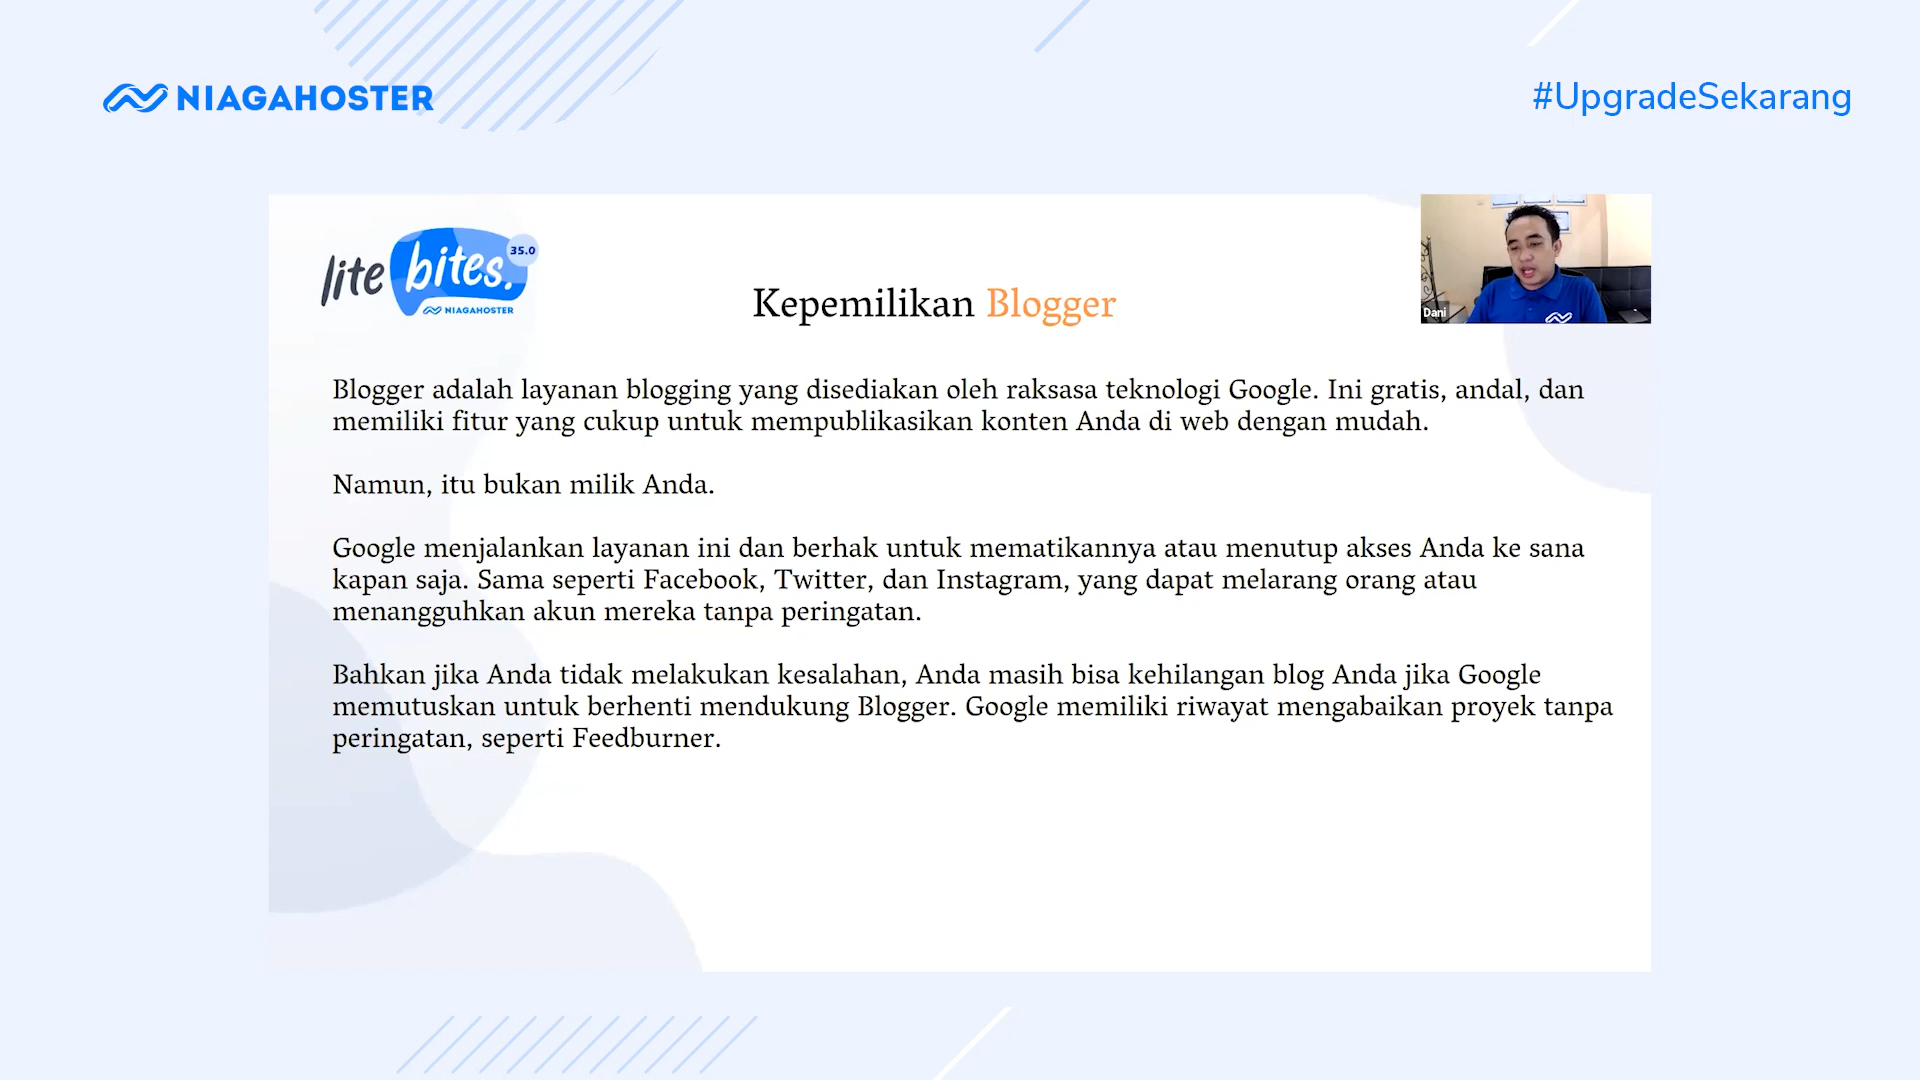 NIAGAHOSTER
#UpgradeSekarang
lite bites.
35.0
NIAGAHOSTER
Kepemilikan Blogger
Dani
Blogger adalah layanan blogging yang disediakan oleh raksasa teknologi Google. Ini gratis, andal, dan
memiliki fitur yang cukup untuk mempublikasikan konten Anda di web dengan mudah.
Namun, itu bukan milik Anda.
Google menjalankan layanan ini dan berhak untuk mematikannya atau menutup akses Anda ke sana
kapan saja. Sama seperti Facebook, Twitter, dan Instagram, yang dapat melarang orang atau
menangguhkan akun mereka tanpa peringatan.
Bahkan jika Anda tidak melakukan kesalahan, Anda masih bisa kehilangan blog Anda jika Google
memutuskan untuk berhenti mendukung Blogger. Google memiliki riwayat mengabaikan proyek tanpa
peringatan, seperti Feedburner.